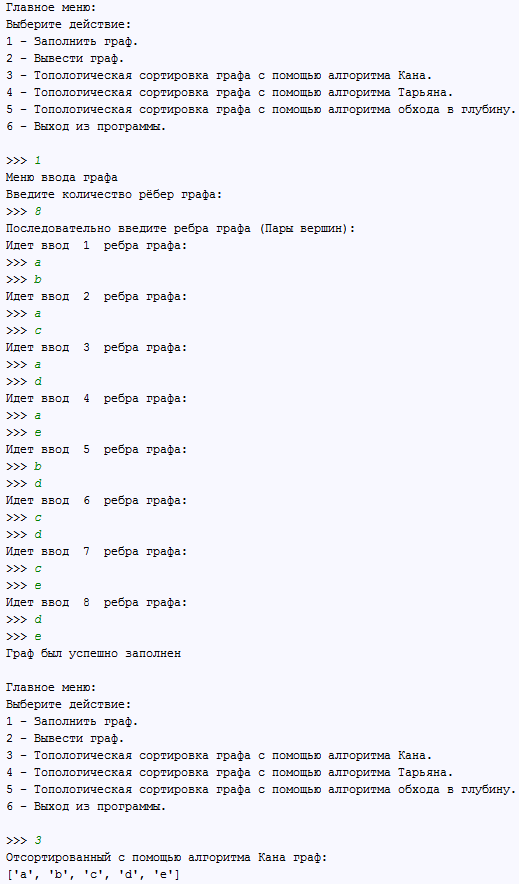 Главное меню:
Выберите действие:
1 - Заполнить граф.
2 - Вывести граф.
3 - Топологическая сортировка графа с помощью алгоритма Кана.
4 - Топологическая сортировка графа с помощью алгоритма Тарьяна.
5 - Топологическая сортировка графа с помощью алгоритма обхода в глубину.
6 - Выход из программы.
>>> 1
Меню ввода графа
Введите количество рёбер графа:
>>> 8
Последовательно введите ребра графа (Пары вершин):
Идет ввод  1  ребра графа:
>>> a
>>> b
Идет ввод  2  ребра графа:
>>> a
>>> c
Идет ввод  3  ребра графа:
>>> a
>>> d
Идет ввод  4  ребра графа:
>>> a
>>> e
Идет ввод  5  ребра графа:
>>> b
>>> d
Идет ввод  6  ребра графа:
>>> c
>>> d
Идет ввод  7  ребра графа:
>>> c
>>> e
Идет ввод  8  ребра графа:
>>> d
>>> e
Граф был успешно заполнен
Главное меню:
Выберите действие:
1 - Заполнить граф.
2 - Вывести граф.
3 - Топологическая сортировка графа с помощью алгоритма Кана.
4 - Топологическая сортировка графа с помощью алгоритма Тарьяна.
5 - Топологическая сортировка графа с помощью алгоритма обхода в глубину.
6 - Выход из программы.
>>> 3
Отсортированный с помощью алгоритма Кана граф:
['a', 'b', 'c', 'd', 'e']